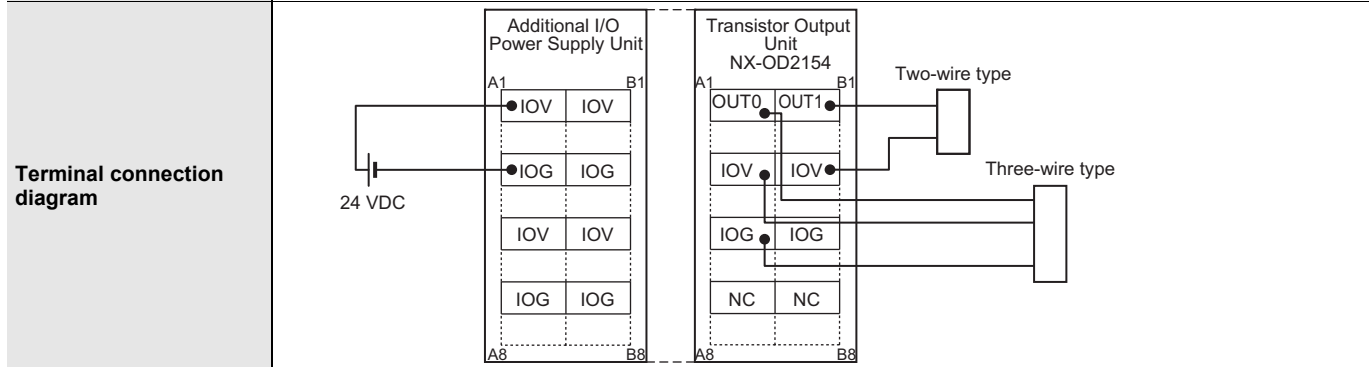 Terminal connection
diagram
24 VDC
Additional I/O
Power Supply Unit
A1 B1
IOV IOV
IOG IOG
IOV IOV
IOG IOG
A8 B8
Transistor Output
Unit
NX-OD2154
A1 B1
OUT0 OUT1
IOV IOV
IOG IOG
NC NC
A8 B8
Two-wire type
Three-wire type